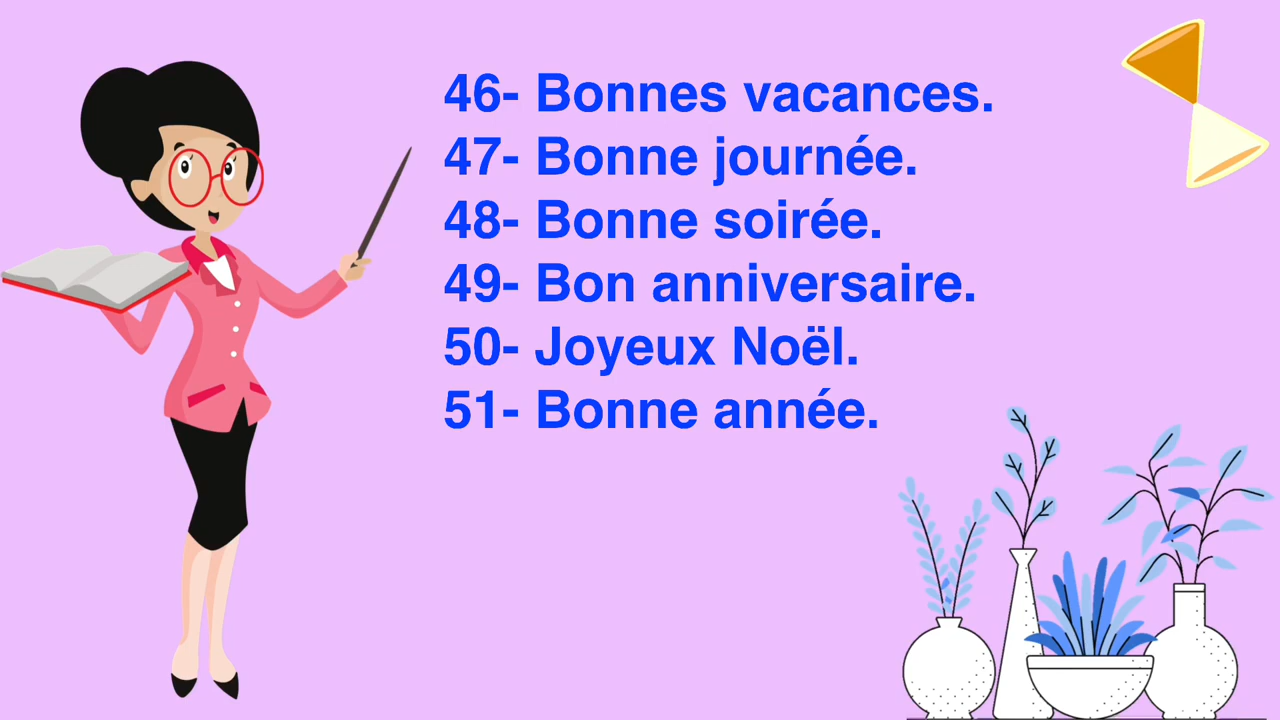 46- Bonnes vacances.
47- Bonne journée.
48- Bonne soirée.
49- Bon anniversaire.
50- Joyeux Noël.
51- Bonne année.